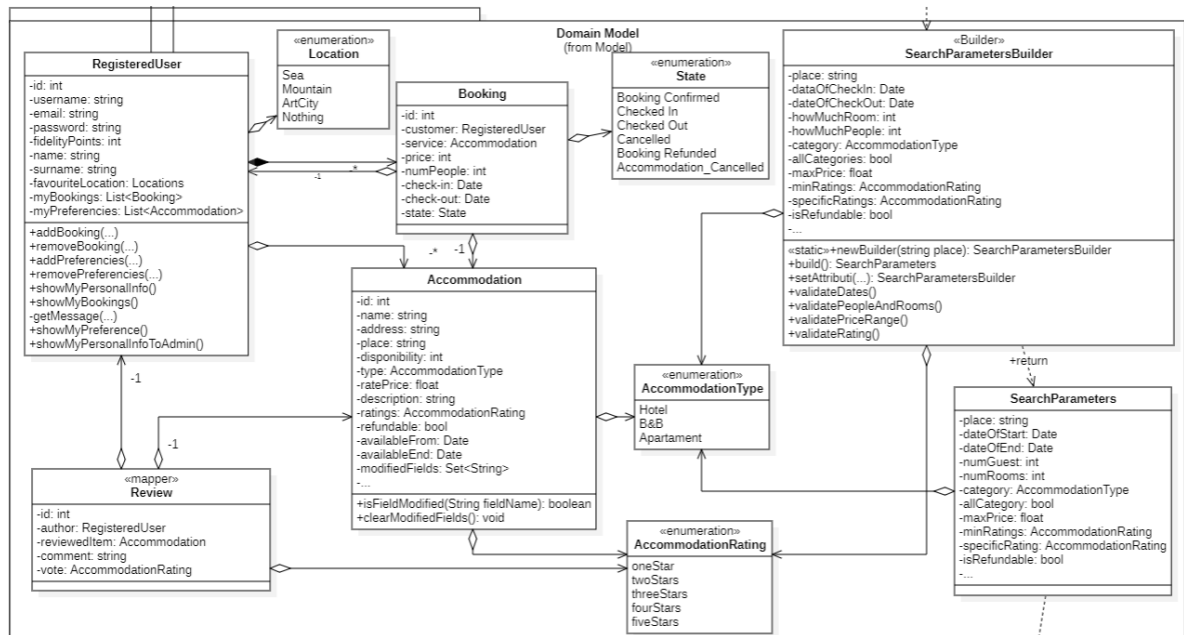 Domain Model
(from Model)
RegisteredUser
-id: int
-username: string
-email: string
-password: string
-fidelityPoints: int
-name: string
-surname: string
-favouriteLocation: Locations
-myBookings: List<Booking>
-myPreferencies: List<Accommodation>
+addBooking(...)
+removeBooking(...)
+addPreferencies(...)
+removePreferencies(...)
+showMyPersonalInfo()
+showMyBookings()
-getMessage(...)
+showMyPreference()
+showMyPersonalInfoToAdmin()
«enumeration»
Location
Sea
Mountain
ArtCity
Nothing
Booking
-id: int
-customer: RegisteredUser
-service: Accommodation
-price: int
-numPeople: int
-check-in: Date
-check-out: Date
-state: State
«enumeration»
State
Booking Confirmed
Checked In
Checked Out
Cancelled
Booking Refunded
Accommodation_Cancelled
«Builder»
SearchParametersBuilder
-place: string
-dataOfCheckIn: Date
-dateOfCheckOut: Date
-howMuchRoom: int
-howMuchPeople: int
-category: AccommodationType
-allCategories: bool
-maxPrice: float
-minRatings: AccommodationRating
-specificRatings: AccommodationRating
-isRefundable: bool
-...
«static»+newBuilder(string place): SearchParametersBuilder
+build(): SearchParameters
+setAttributi(...): SearchParametersBuilder
+validateDates()
+validatePeopleAndRooms()
+validatePriceRange()
+validateRating()
-1
-*
-*
-1
Accommodation
-id: int
-name: string
-address: string
-place: string
-disponibility: int
-type: AccommodationType
-ratePrice: float
-description: string
-ratings: AccommodationRating
-refundable: bool
-availableFrom: Date
-availableEnd: Date
-modifiedFields: Set<String>
-...
+isFieldModified(String fieldName): boolean
+clearModifiedFields(): void
«enumeration»
AccommodationType
Hotel
B&B
Apartament
+return
SearchParameters
-place: string
-dateOfStart: Date
-dateOfEnd: Date
-numGuest: int
-numRooms: int
-category: AccommodationType
-allCategory: bool
-maxPrice: float
-minRatings: AccommodationRating
-specificRating: AccommodationRating
-isRefundable: bool
-...
-1
-1
«mapper»
Review
-id: int
-author: RegisteredUser
-reviewedItem: Accommodation
-comment: string
-vote: AccommodationRating
«enumeration»
AccommodationRating
oneStar
twoStars
threeStars
fourStars
fiveStars